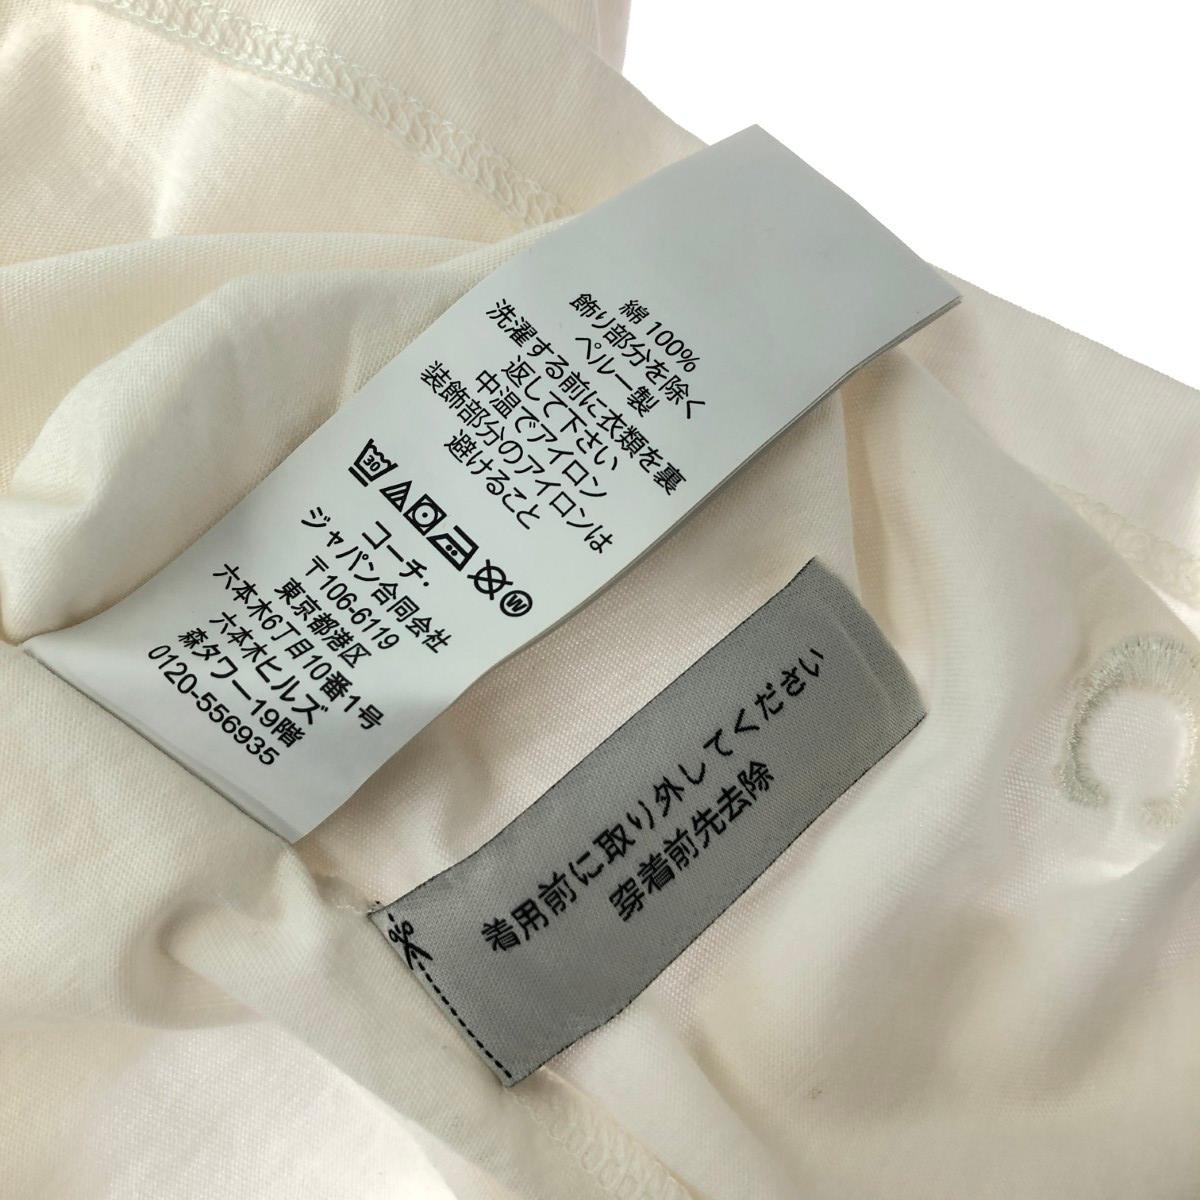 綿 100%
飾り部分を除く
ペルー製
洗濯する前に衣類を裏
返して下さい
中温でアイロン
装飾部分のアイロンは
避けること
30
W
コーチ・
ジャパン合同会社
〒106-6119
東京都港区
六本木6丁目10番1号
六本木ヒルズ
森タワー19階
0120-556935
着用前に取り外してください
穿着前先去除